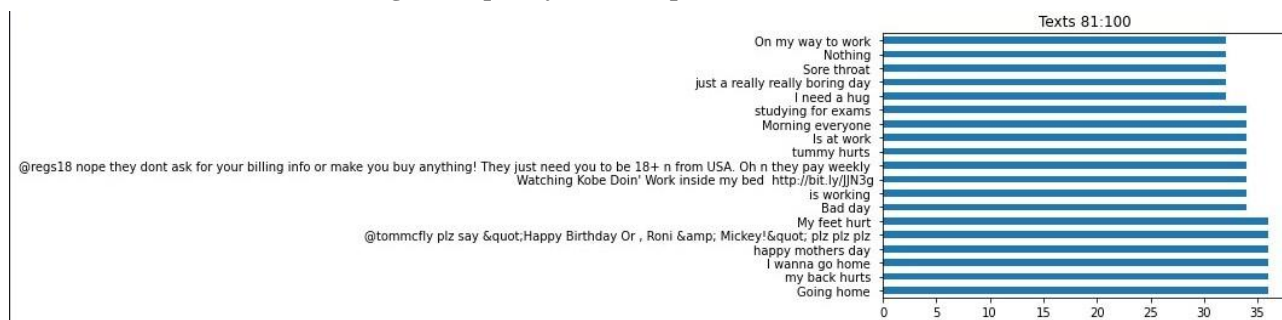 Texts 81:100
On my way to work
Nothing
Sore throat
just a really really boring day
I need a hug
studying for exams
Morning everyone
Is at work
tummy hurts
@regs18 nope they dont ask for your billing info or make you buy anything! They just need you to be 18+ n from USA. Oh n they pay weekly
Watching Kobe Doin' Work inside my bed http://bit.ly/JJN3g
is working
Bad day
My feet hurt
@tommcfly plz say &quot;Happy Birthday Or , Roni &amp; Mickey!&quot; plz plz plz
happy mothers day
I wanna go home
my back hurts
Going home
0 5 10 15 20 25 30 35